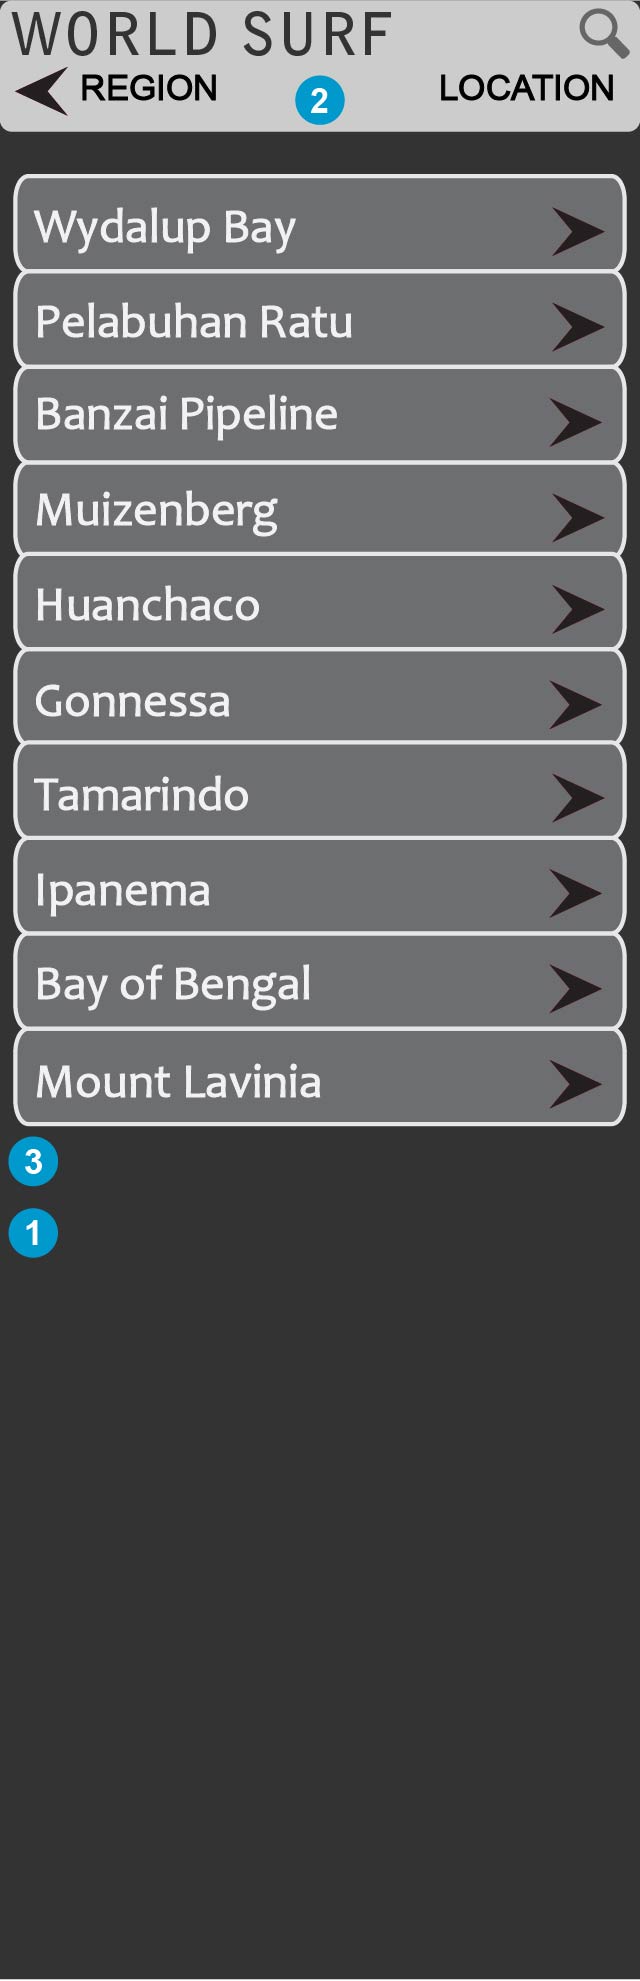 WORLD SURF
REGION 2 LOCATION
Wydalup Bay
Pelabuhan Ratu
Banzai Pipeline
Muizenberg
Huanchaco
Gonnessa
Tamarindo
Ipanema
Bay of Bengal
Mount Lavinia
3
1